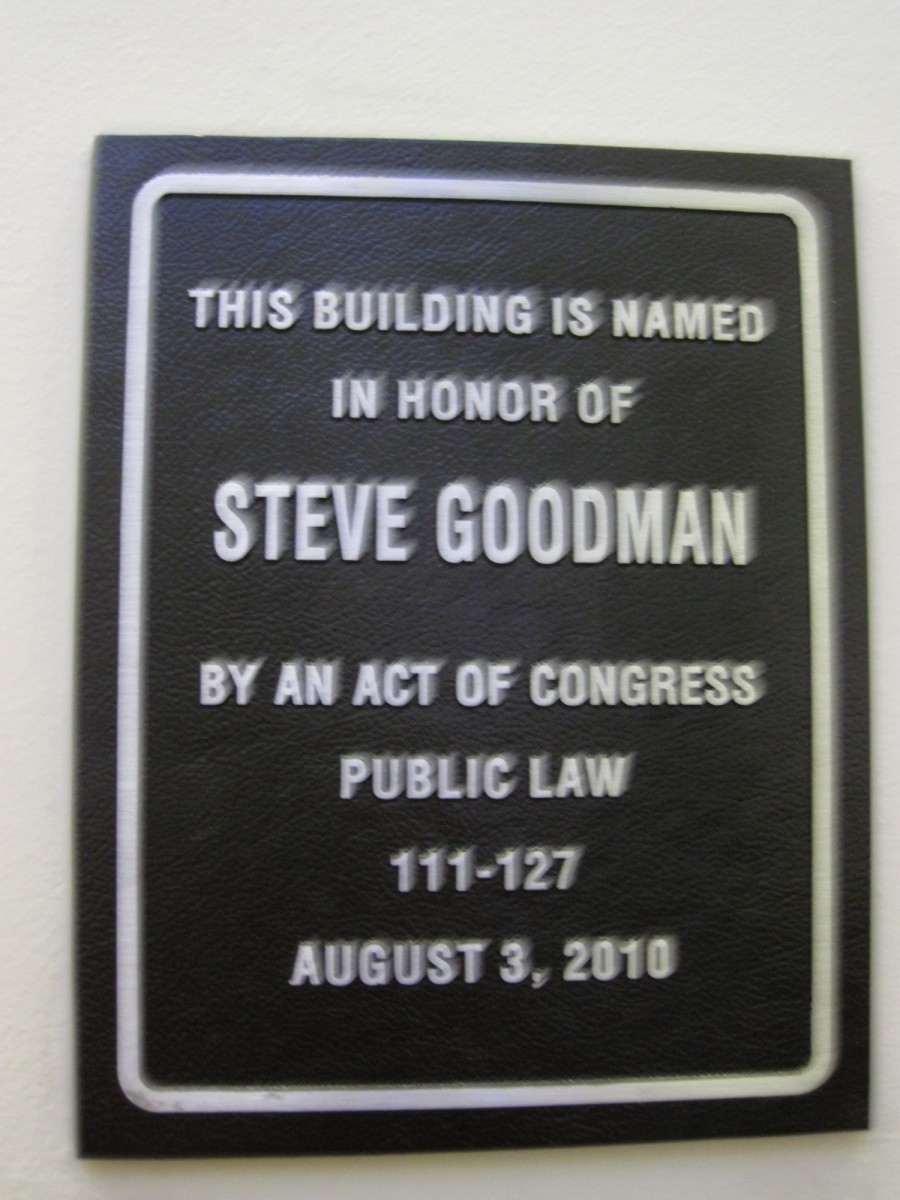 THIS BUILDING IS NAMED
IN HONOR OF
STEVE GOODMAN
BY AN ACT OF CONGRESS
PUBLIC LAW
111-127
AUGUST 3, 2010